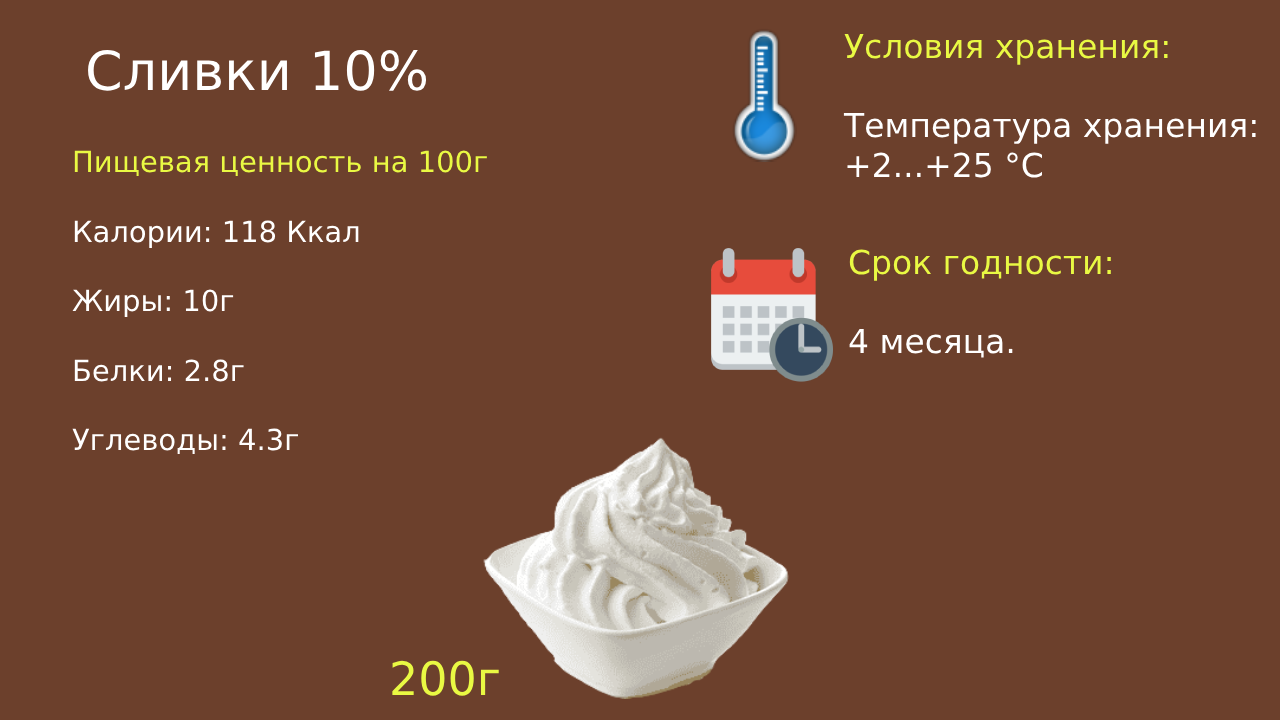 Сливки 10%
Пищевая ценность на 100г
Калории: 118 Ккал
Жиры: 10г
Белки: 2.8г
Углеводы: 4.3г
Условия хранения:
Температура хранения:
+2...+25 °C
Срок годности:
4 месяца.
200г